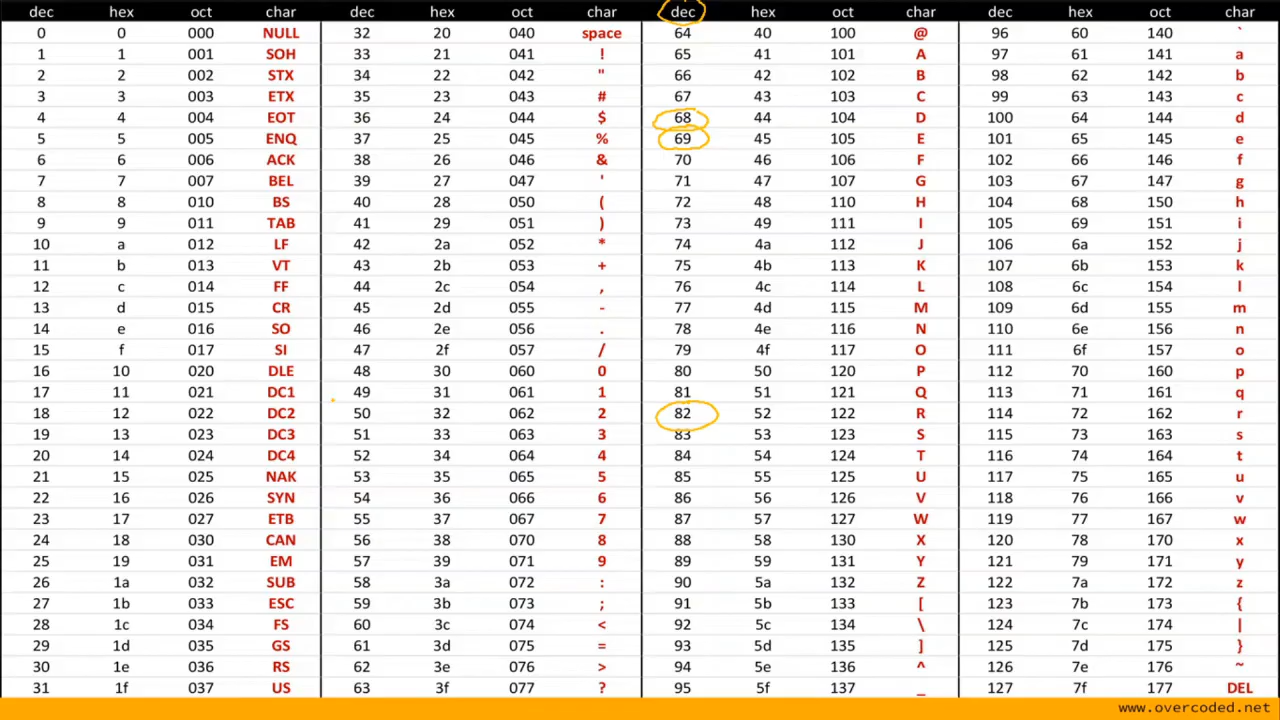 dec hex oct char dec hex oct char dec hex oct char dec hex oct char
0 0 000 NULL 32 20 040 space 64 40 100 @ 96 60 140 `
1 1 001 SOH 33 21 041 ! 65 41 101 A 97 61 141 a
2 2 002 STX 34 22 042 " 66 42 102 B 98 62 142 b
3 3 003 ETX 35 23 043 # 67 43 103 C 99 63 143 c
4 4 004 EOT 36 24 044 $ 68 44 104 D 100 64 144 d
5 5 005 ENQ 37 25 045 % 69 45 105 E 101 65 145 e
6 6 006 ACK 38 26 046 & 70 46 106 F 102 66 146 f
7 7 007 BEL 39 27 047 ' 71 47 107 G 103 67 147 g
8 8 010 BS 40 28 050 ( 72 48 110 H 104 68 150 h
9 9 011 TAB 41 29 051 ) 73 49 111 I 105 69 151 i
10 a 012 LF 42 2a 052 * 74 4a 112 J 106 6a 152 j
11 b 013 VT 43 2b 053 + 75 4b 113 K 107 6b 153 k
12 c 014 FF 44 2c 054 , 76 4c 114 L 108 6c 154 l
13 d 015 CR 45 2d 055 - 77 4d 115 M 109 6d 155 m
14 e 016 SO 46 2e 056 . 78 4e 116 N 110 6e 156 n
15 f 017 SI 47 2f 057 / 79 4f 117 O 111 6f 157 o
16 10 020 DLE 48 30 060 0 80 50 120 P 112 70 160 p
17 11 021 DC1 49 31 061 1 81 51 121 Q 113 71 161 q
18 12 022 DC2 50 32 062 2 82 52 122 R 114 72 162 r
19 13 023 DC3 51 33 063 3 83 53 123 S 115 73 163 s
20 14 024 DC4 52 34 064 4 84 54 124 T 116 74 164 t
21 15 025 NAK 53 35 065 5 85 55 125 U 117 75 165 u
22 16 026 SYN 54 36 066 6 86 56 126 V 118 76 166 v
23 17 027 ETB 55 37 067 7 87 57 127 W 119 77 167 w
24 18 030 CAN 56 38 070 8 88 58 130 X 120 78 170 x
25 19 031 EM 57 39 071 9 89 59 131 Y 121 79 171 y
26 1a 032 SUB 58 3a 072 : 90 5a 132 Z 122 7a 172 z
27 1b 033 ESC 59 3b 073 ; 91 5b 133 [ 123 7b 173 {
28 1c 034 FS 60 3c 074 < 92 5c 134 \ 124 7c 174 |
29 1d 035 GS 61 3d 075 = 93 5d 135 ] 125 7d 175 }
30 1e 036 RS 62 3e 076 > 94 5e 136 ^ 126 7e 176 ~
31 1f 037 US 63 3f 077 ? 95 5f 137 _ 127 7f 177 DEL
www.overcoded.net